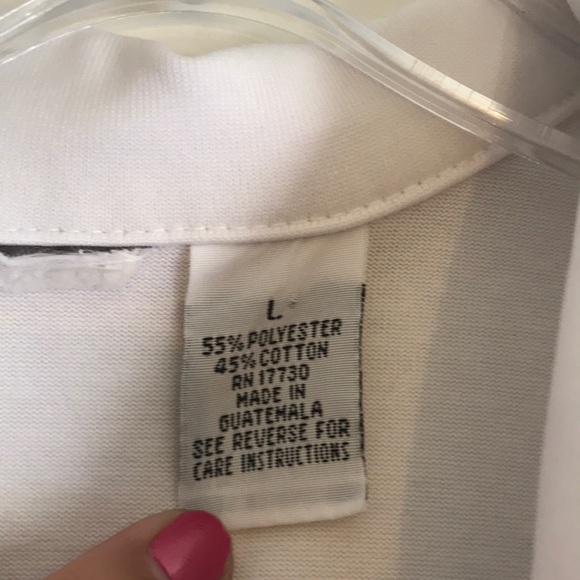 L
55% POLYESTER
45% COTTON
RN 17730
MADE IN
GUATEMALA
SEE REVERSE FOR
CARE INSTRUCTIONS